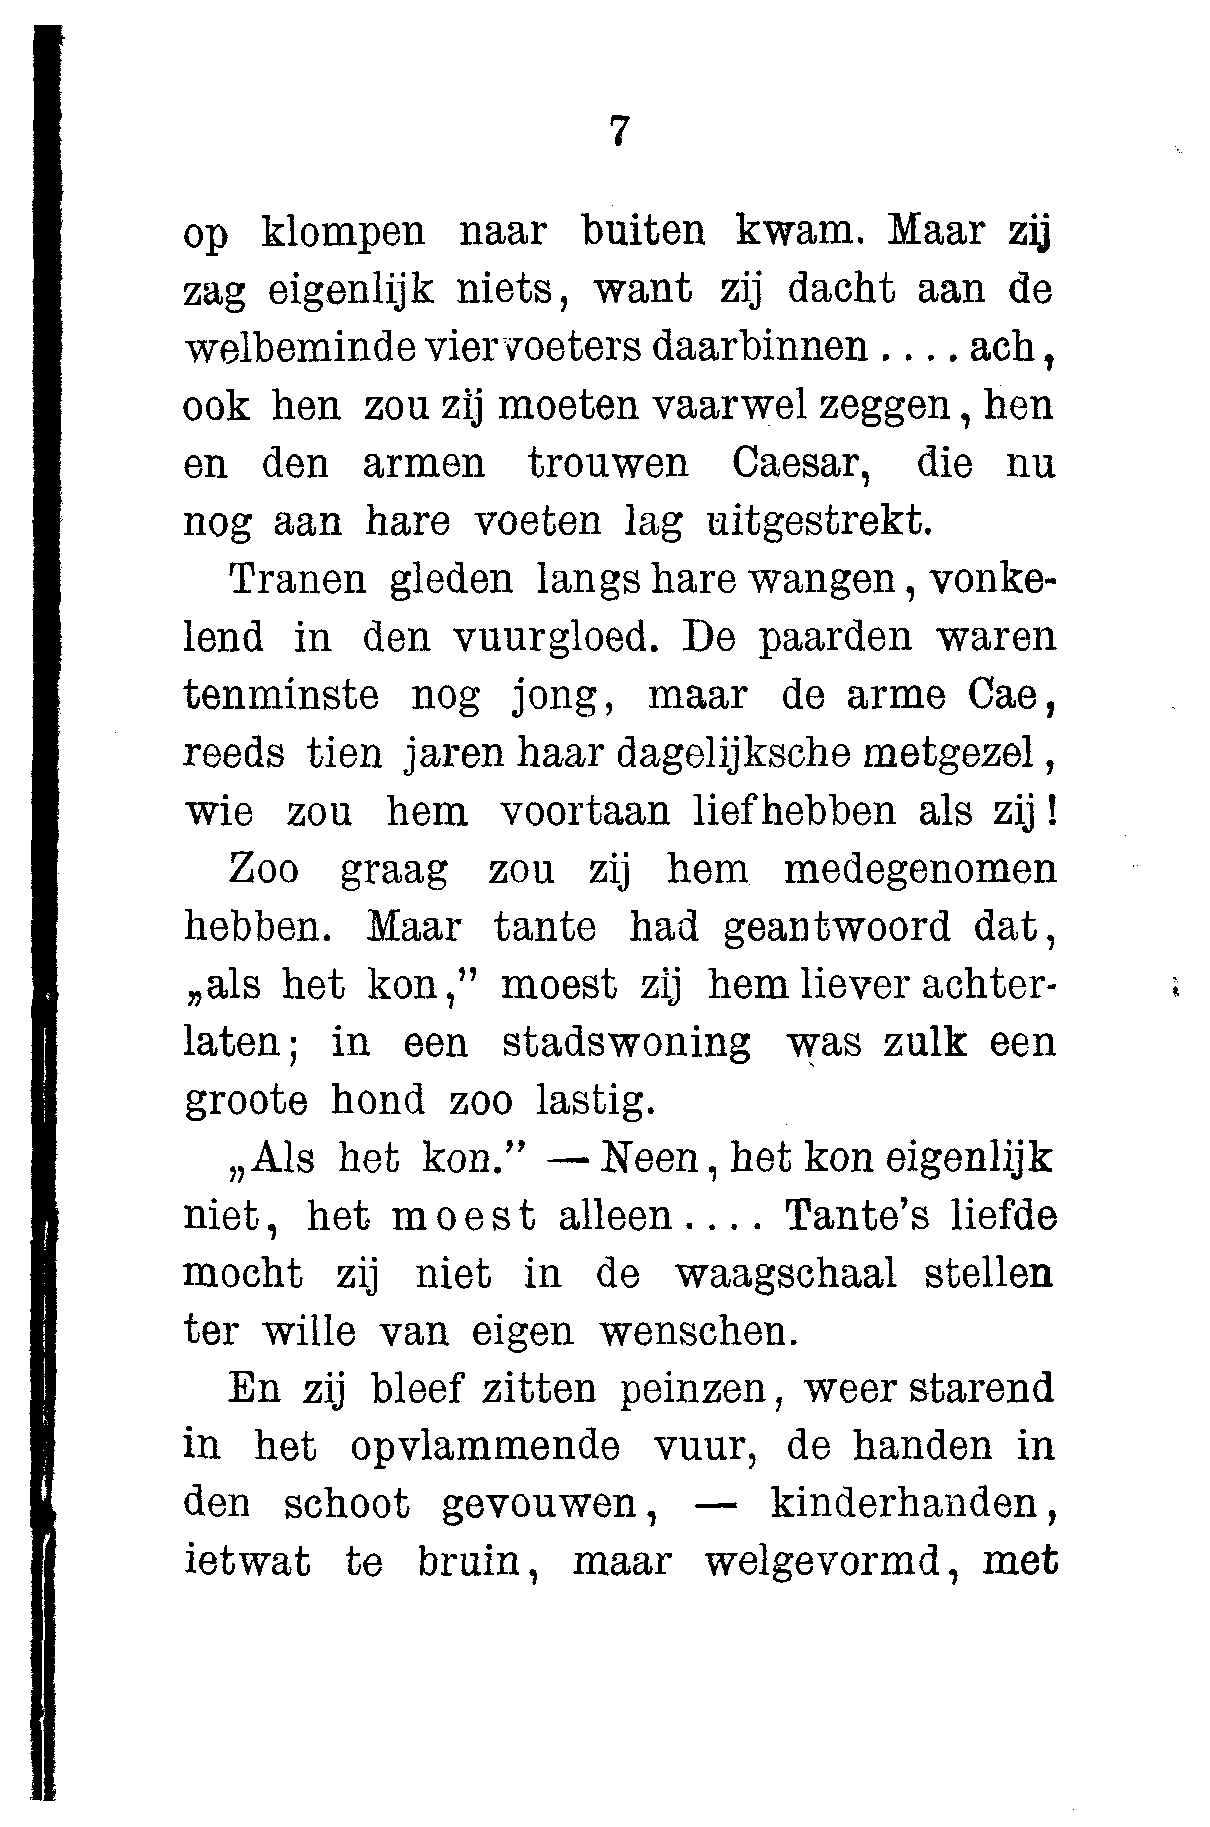 7
op klompen naar buiten kwam. Maar zij
zag eigenlijk niets, want zij dacht aan de
welbeminde viervoeters daarbinnen .... ach,
ook hen zou zij moeten vaarwel zeggen, hen
en den armen trouwen Caesar, die nu
nog aan hare voeten lag uitgestrekt.
Tranen gleden langs hare wangen, vonke-
lend in den vuurgloed. De paarden waren
tenminste nog jong, maar de arme Cae,
reeds tien jaren haar dagelijksche metgezel,
wie zou hem voortaan liefhebben als zij!
Zoo graag zou zij hem medegenomen
hebben. Maar tante had geantwoord dat,
„als het kon,” moest zij hem liever achter-
laten; in een stadswoning was zulk een
groote hond zoo lastig.
„Als het kon.” — Neen, het kon eigenlijk
niet, het moest alleen .... Tante's liefde
mocht zij niet in de waagschaal stellen
ter wille van eigen wenschen.
En zij bleef zitten peinzen, weer starend
in het opvlammende vuur, de handen in
den schoot gevouwen, — kinderhanden,
ietwat te bruin, maar welgevormd, met